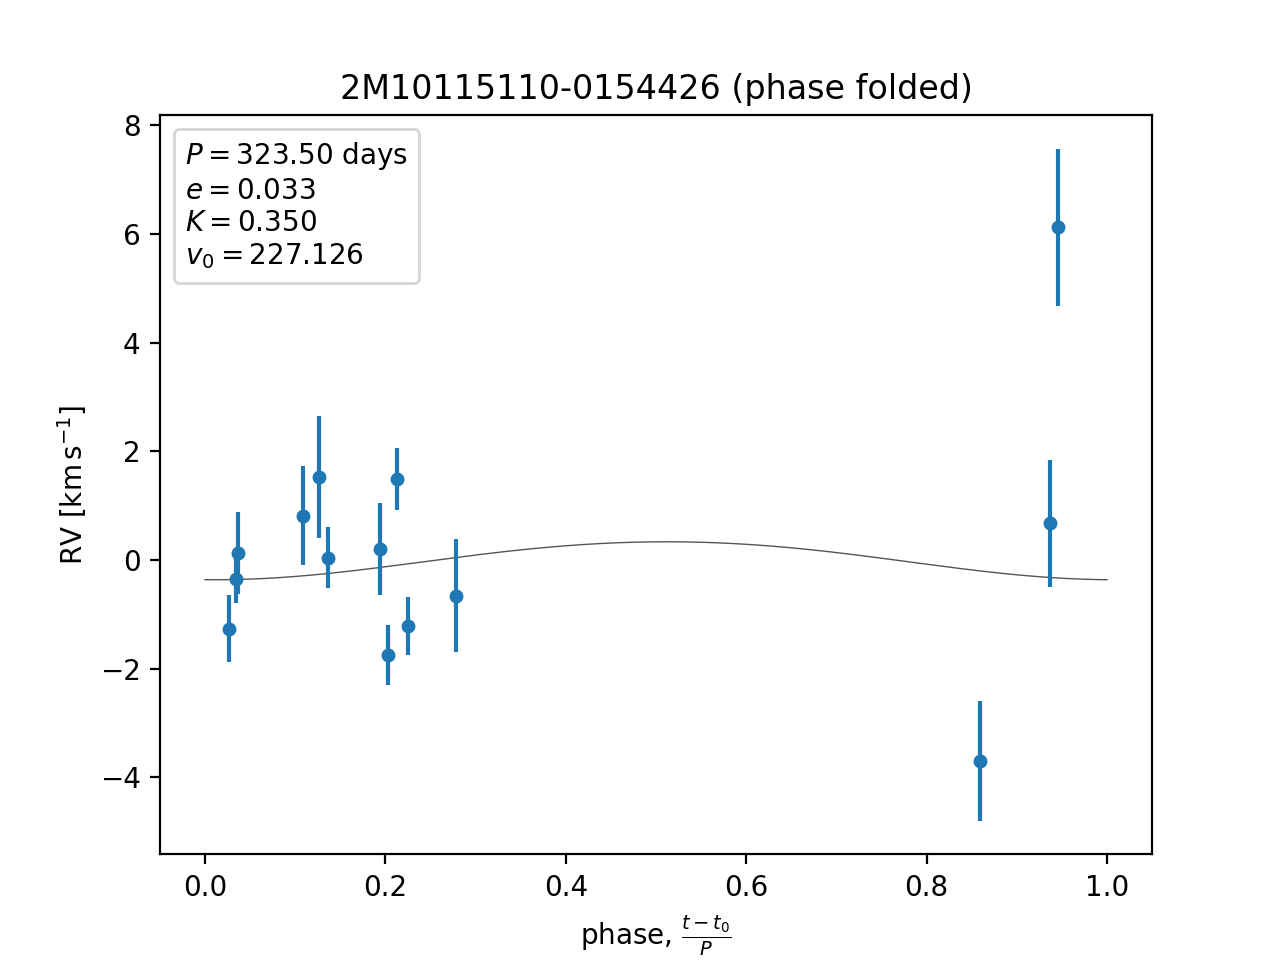 2M10115110-0154426 (phase folded)
P = 323.50 days
e = 0.033
K = 0.350
v₀ = 227.126
8
6
4
2
0
−2
−4
RV [km s⁻¹]
0.0 0.2 0.4 0.6 0.8 1.0
phase, (t − t₀)/P